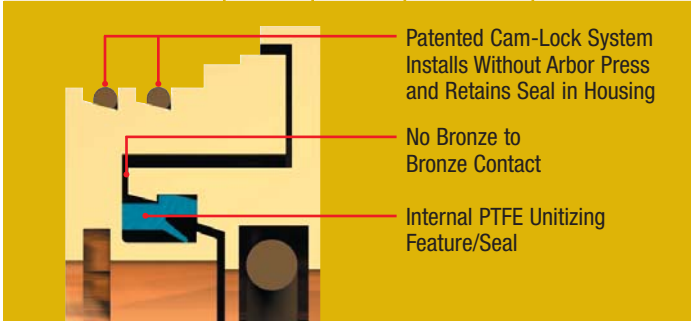 Patented Cam-Lock System
Installs Without Arbor Press
and Retains Seal in Housing
No Bronze to
Bronze Contact
Internal PTFE Unitizing
Feature/Seal